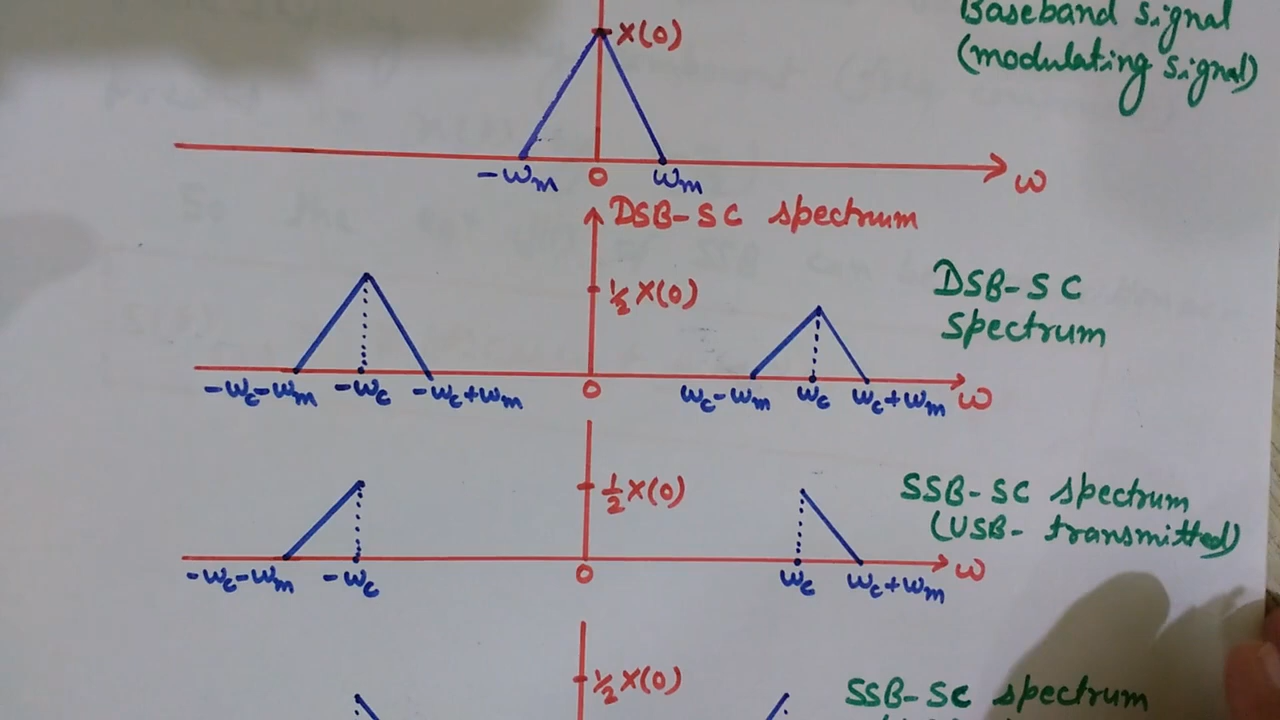 Baseband signal
(modulating signal)
X(0)
-ωm 0 ωm ω
DSB-SC spectrum
½X(0)
DSB-SC
spectrum
-ωc-ωm -ωc -ωc+ωm 0 ωc-ωm ωc ωc+ωm ω
½X(0)
SSB-SC spectrum
(USB- transmitted)
-ωc-ωm -ωc 0 ωc ωc+ωm ω
½X(0)
SSB-SC spectrum